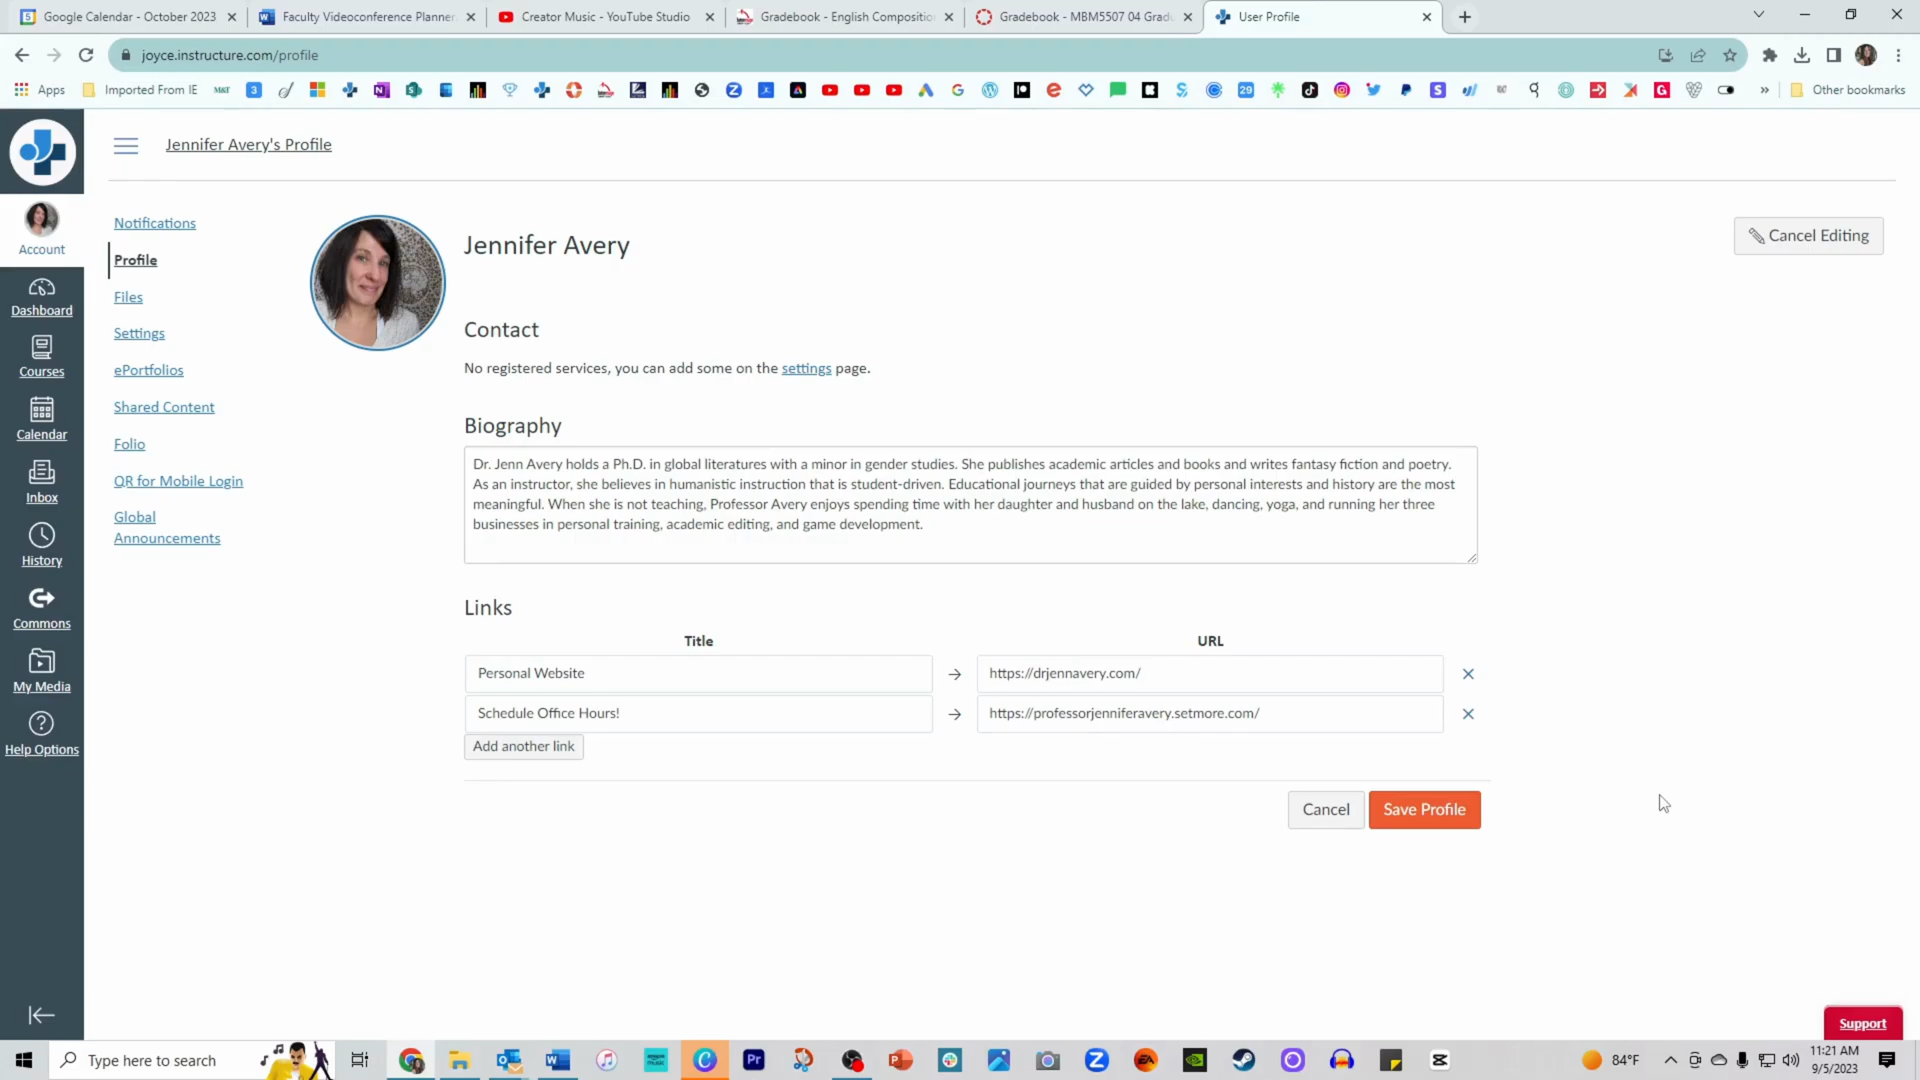 Google Calendar - October 2023
Faculty Videoconference Planner
Creator Music - YouTube Studio
Gradebook - English Compositio
Gradebook - MBM5507 04 Gradu
User Profile
joyce.instructure.com/profile
Apps
Imported From IE
Other bookmarks
Jennifer Avery's Profile
Account
Dashboard
Courses
Calendar
Inbox
History
Commons
My Media
Help Options
Notifications
Profile
Files
Settings
ePortfolios
Shared Content
Folio
QR for Mobile Login
Global
Announcements
Jennifer Avery
Cancel Editing
Contact
No registered services, you can add some on the settings page.
Biography
Dr. Jenn Avery holds a Ph.D. in global literatures with a minor in gender studies. She publishes academic articles and books and writes fantasy fiction and poetry.
As an instructor, she believes in humanistic instruction that is student-driven. Educational journeys that are guided by personal interests and history are the most
meaningful. When she is not teaching, Professor Avery enjoys spending time with her daughter and husband on the lake, dancing, yoga, and running her three
businesses in personal training, academic editing, and game development.
Links
Title URL
Personal Website https://drjennavery.com/
Schedule Office Hours! https://professorjenniferavery.setmore.com/
Add another link
Cancel Save Profile
Support
Type here to search
84°F
11:21 AM
9/5/2023